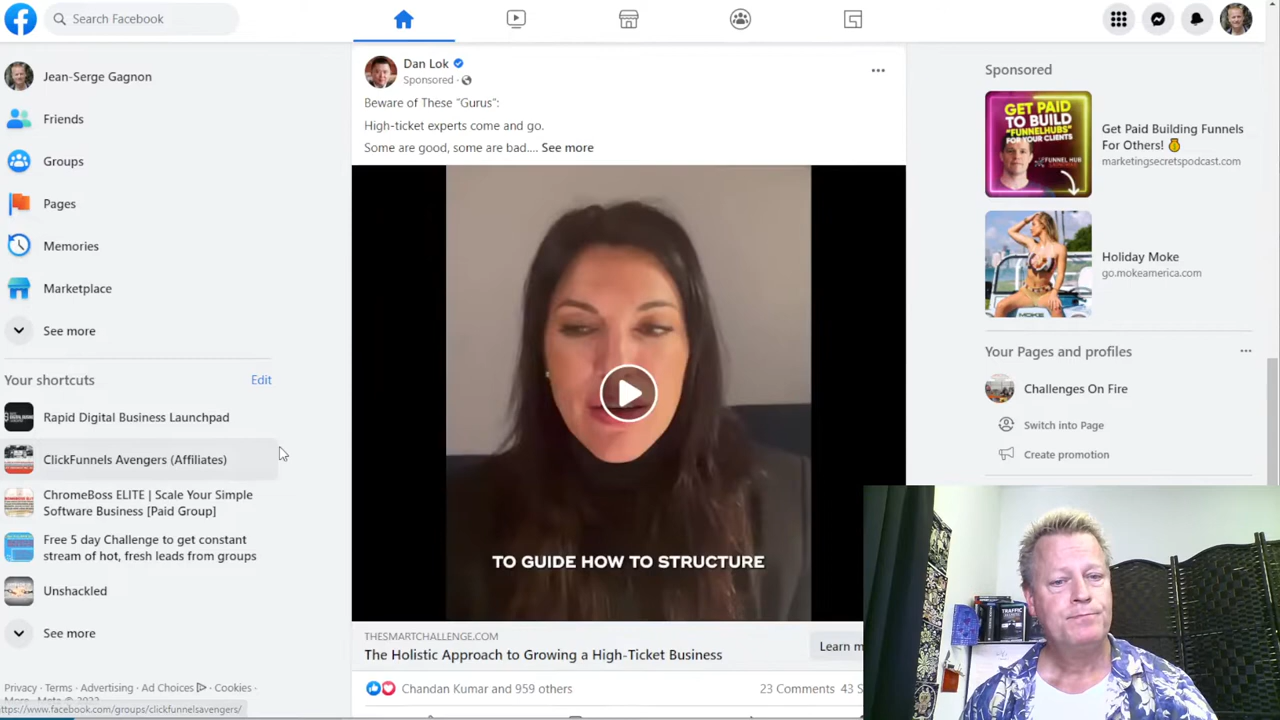 Search Facebook
Jean-Serge Gagnon
Friends
Groups
Pages
Memories
Marketplace
See more
Your shortcuts
Edit
Rapid Digital Business Launchpad
ClickFunnels Avengers (Affiliates)
ChromeBoss ELITE | Scale Your Simple
Software Business [Paid Group]
Free 5 day Challenge to get constant
stream of hot, fresh leads from groups
Unshackled
See more
Privacy · Terms · Advertising · Ad Choices · Cookies ·
https://www.facebook.com/groups/clickfunnelsavengers/
Dan Lok
Sponsored ·
Beware of These “Gurus”:
High-ticket experts come and go.
Some are good, some are bad.... See more
TO GUIDE HOW TO STRUCTURE
THESMARTCHALLENGE.COM
The Holistic Approach to Growing a High-Ticket Business
Learn m
Chandan Kumar and 959 others
23 Comments 43 S
Sponsored
GET PAID
TO BUILD
"FUNNELHUBS"
FOR YOUR CLIENTS
FUNNEL HUB
Get Paid Building Funnels
For Others!
marketingsecretspodcast.com
MOKE
Holiday Moke
go.mokeamerica.com
Your Pages and profiles
Challenges On Fire
Switch into Page
Create promotion
TRAFFIC